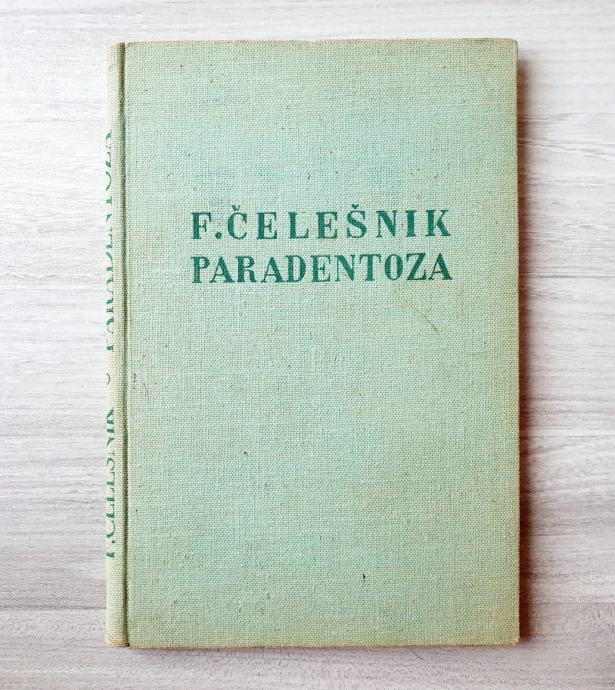 F. ČELEŠNIK
PARADENTOZA
F. ČELEŠNIK PARADENTOZA